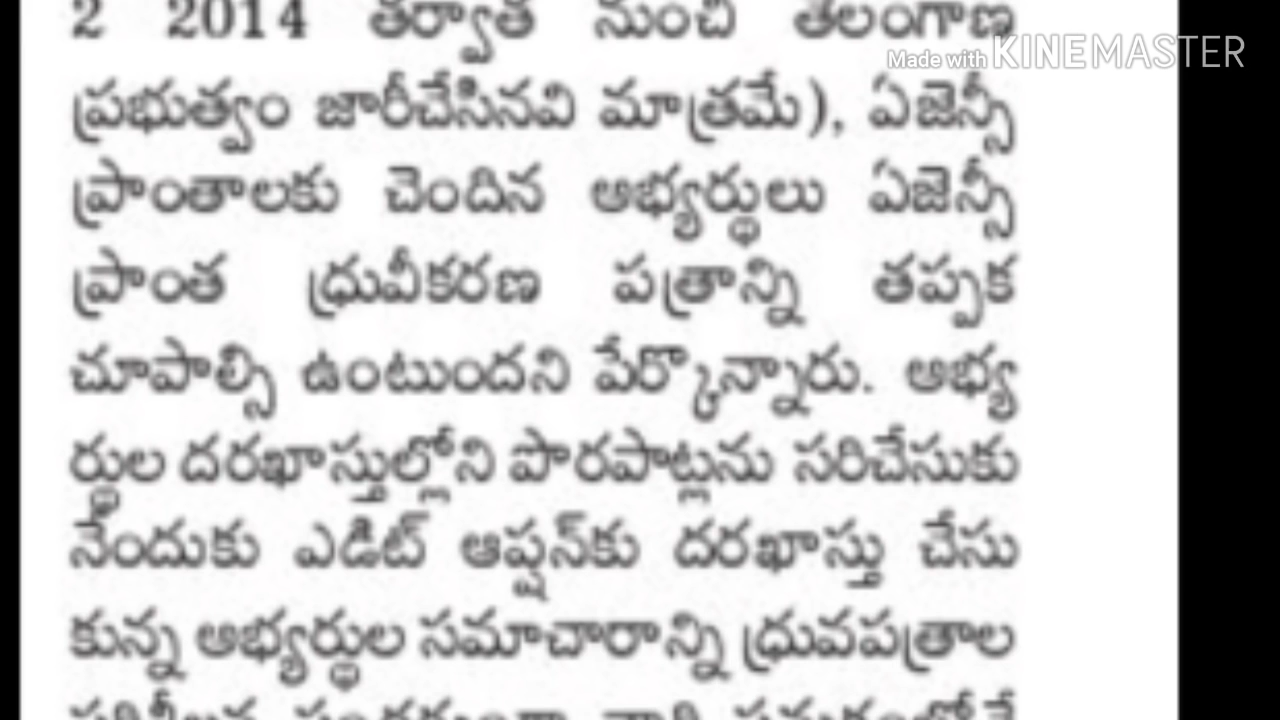 2 2014 తర్వాత నుంచి తెలంగాణ
Made with KINEMASTER
ప్రభుత్వం జారీచేసినవి మాత్రమే), ఏజెన్సీ
ప్రాంతాలకు చెందిన అభ్యర్థులు ఏజెన్సీ
ప్రాంత ధ్రువీకరణ పత్రాన్ని తప్పక
చూపాల్సి ఉంటుందని పేర్కొన్నారు. అభ్య
ర్థుల దరఖాస్తుల్లోని పొరపాట్లను సరిచేసుకు
నేందుకు ఎడిట్ ఆప్షన్‌కు దరఖాస్తు చేసు
కున్న అభ్యర్థుల సమాచారాన్ని ధ్రువపత్రాల